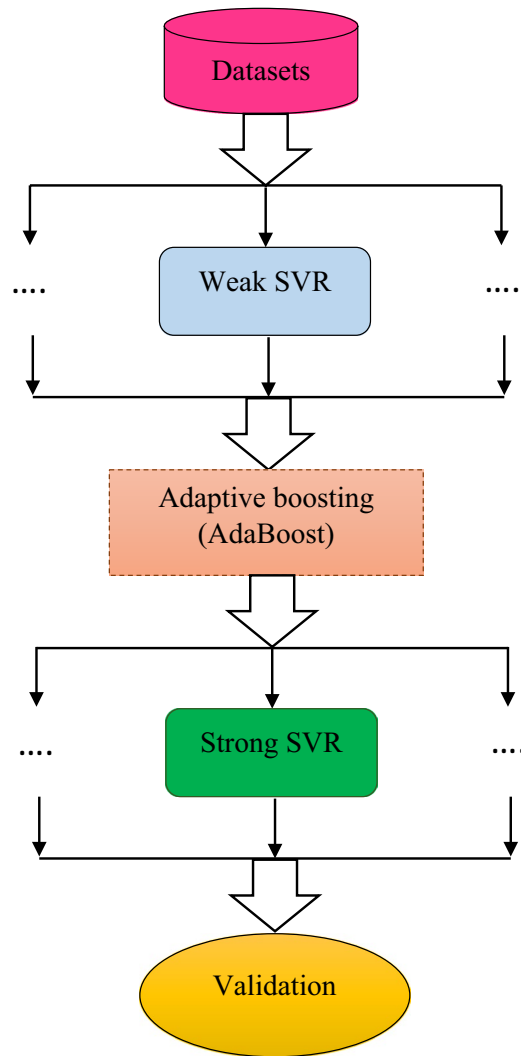 Datasets
....
Weak SVR
....
Adaptive boosting
(AdaBoost)
....
Strong SVR
....
Validation